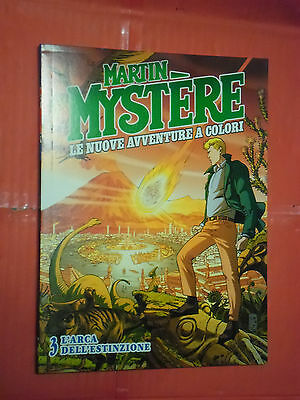 MARTIN
MYSTÈRE
LE NUOVE AVVENTURE A COLORI
3 L'ARCA
DELL'ESTINZIONE